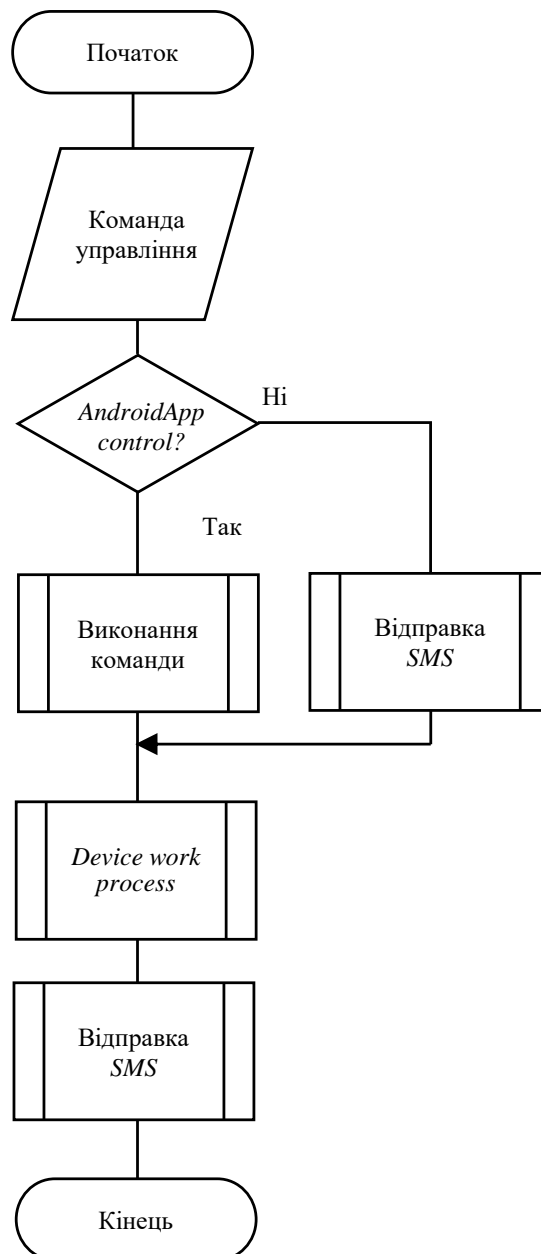 Початок
Команда
управління
AndroidApp
control?
Ні
Так
Виконання
команди
Відправка
SMS
Device work
process
Відправка
SMS
Кінець